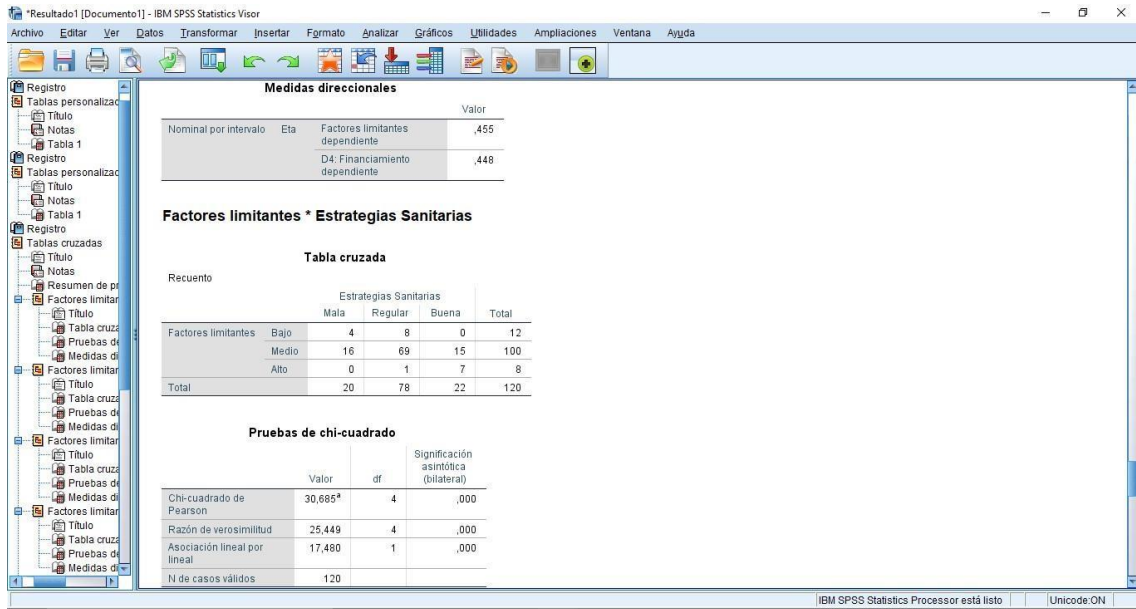 *Resultado1 [Documento1] - IBM SPSS Statistics Visor
Archivo Editar Ver Datos Transformar Insertar Formato Analizar Gráficos Utilidades Ampliaciones Ventana Ayuda
Registro
Tablas personalizad
Título
Notas
Tabla 1
Registro
Tablas personalizad
Título
Notas
Tabla 1
Registro
Tablas cruzadas
Título
Notas
Resumen de pr
Factores limitar
Título
Tabla cruza
Pruebas de
Medidas di
Factores limitar
Título
Tabla cruza
Pruebas de
Medidas di
Factores limitar
Título
Tabla cruza
Pruebas de
Medidas di
Factores limitar
Título
Tabla cruza
Pruebas de
Medidas di
Medidas direccionales
Valor
Nominal por intervalo Eta Factores limitantes ,455
dependiente
D4: Financiamiento ,448
dependiente
Factores limitantes * Estrategias Sanitarias
Tabla cruzada
Recuento
Estrategias Sanitarias
Mala Regular Buena Total
Factores limitantes Bajo 4 8 0 12
Medio 16 69 15 100
Alto 0 1 7 8
Total 20 78 22 120
Pruebas de chi-cuadrado
Significación
asintótica
Valor df (bilateral)
Chi-cuadrado de 30,685ª 4 ,000
Pearson
Razón de verosimilitud 25,449 4 ,000
Asociación lineal por 17,480 1 ,000
lineal
N de casos válidos 120
IBM SPSS Statistics Processor está listo Unicode:ON